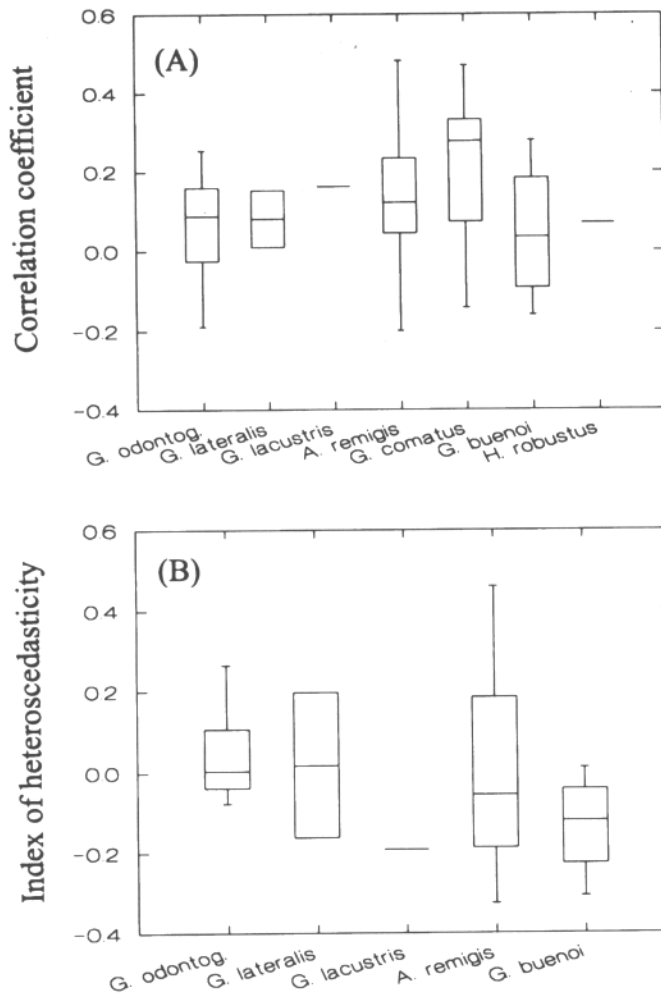 0.6
(A)
0.4
0.2
0.0
−0.2
−0.4
Correlation coefficient
G. odontog.
G. lateralis
G. lacustris
A. remigis
G. comatus
G. buenoi
H. robustus
0.6
(B)
0.4
0.2
0.0
−0.2
−0.4
Index of heteroscedasticity
G. odontog.
G. lateralis
G. lacustris
A. remigis
G. buenoi